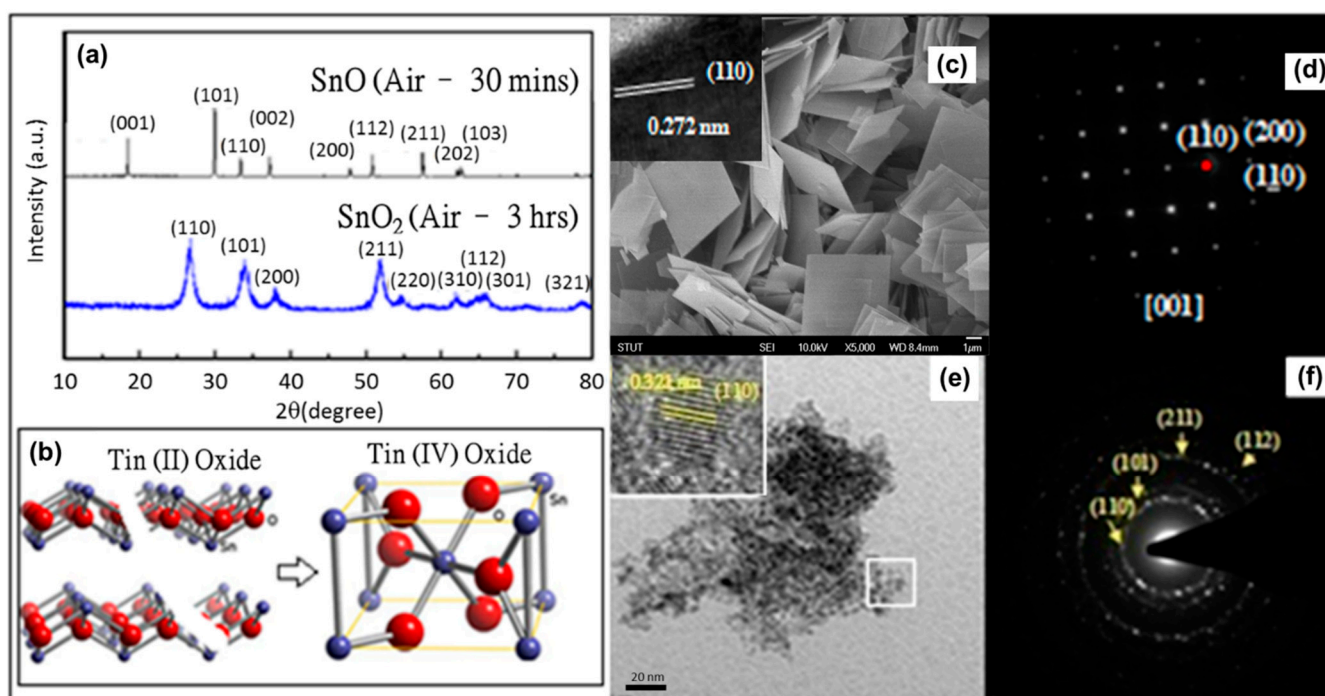 (a)
SnO (Air - 30 mins)
(001)
(101)
(110)
(002)
(200)
(112)
(211)
(202)
(103)
SnO2 (Air - 3 hrs)
(110)
(101)
(200)
(211)
(220)
(310)
(112)
(301)
(321)
Intensity (a.u.)
10 20 30 40 50 60 70 80
2θ(degree)
(b)
Tin (II) Oxide
Tin (IV) Oxide
O
Sn
Sn
O
(c)
(110)
0.272 nm
STUT SEI 10.0kV X5,000 WD 8.4mm 1μm
(d)
(110) (200)
(110)
[001]
(e)
0.321 nm
(110)
20 nm
(f)
(211)
(112)
(101)
(110)